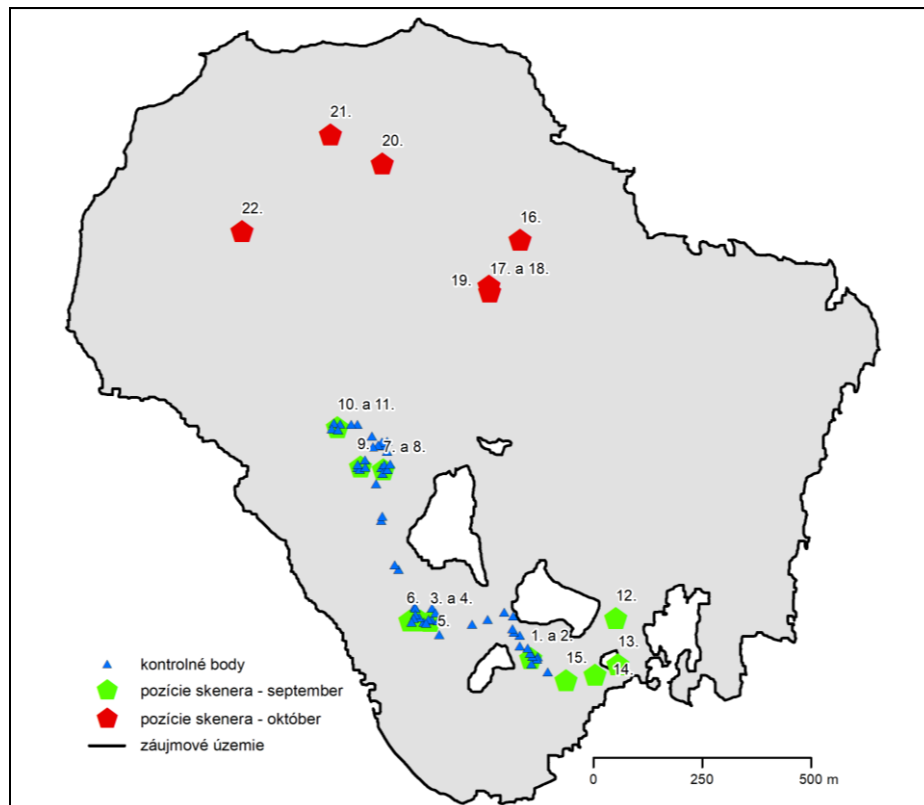 21.
20.
22.
16.
17. a 18.
19.
10. a 11.
9.
7. a 8.
6.
3. a 4.
5.
12.
1. a 2.
13.
15.
14.
kontrolné body
pozície skenera - september
pozície skenera - október
záujmové územie
0
250
500 m